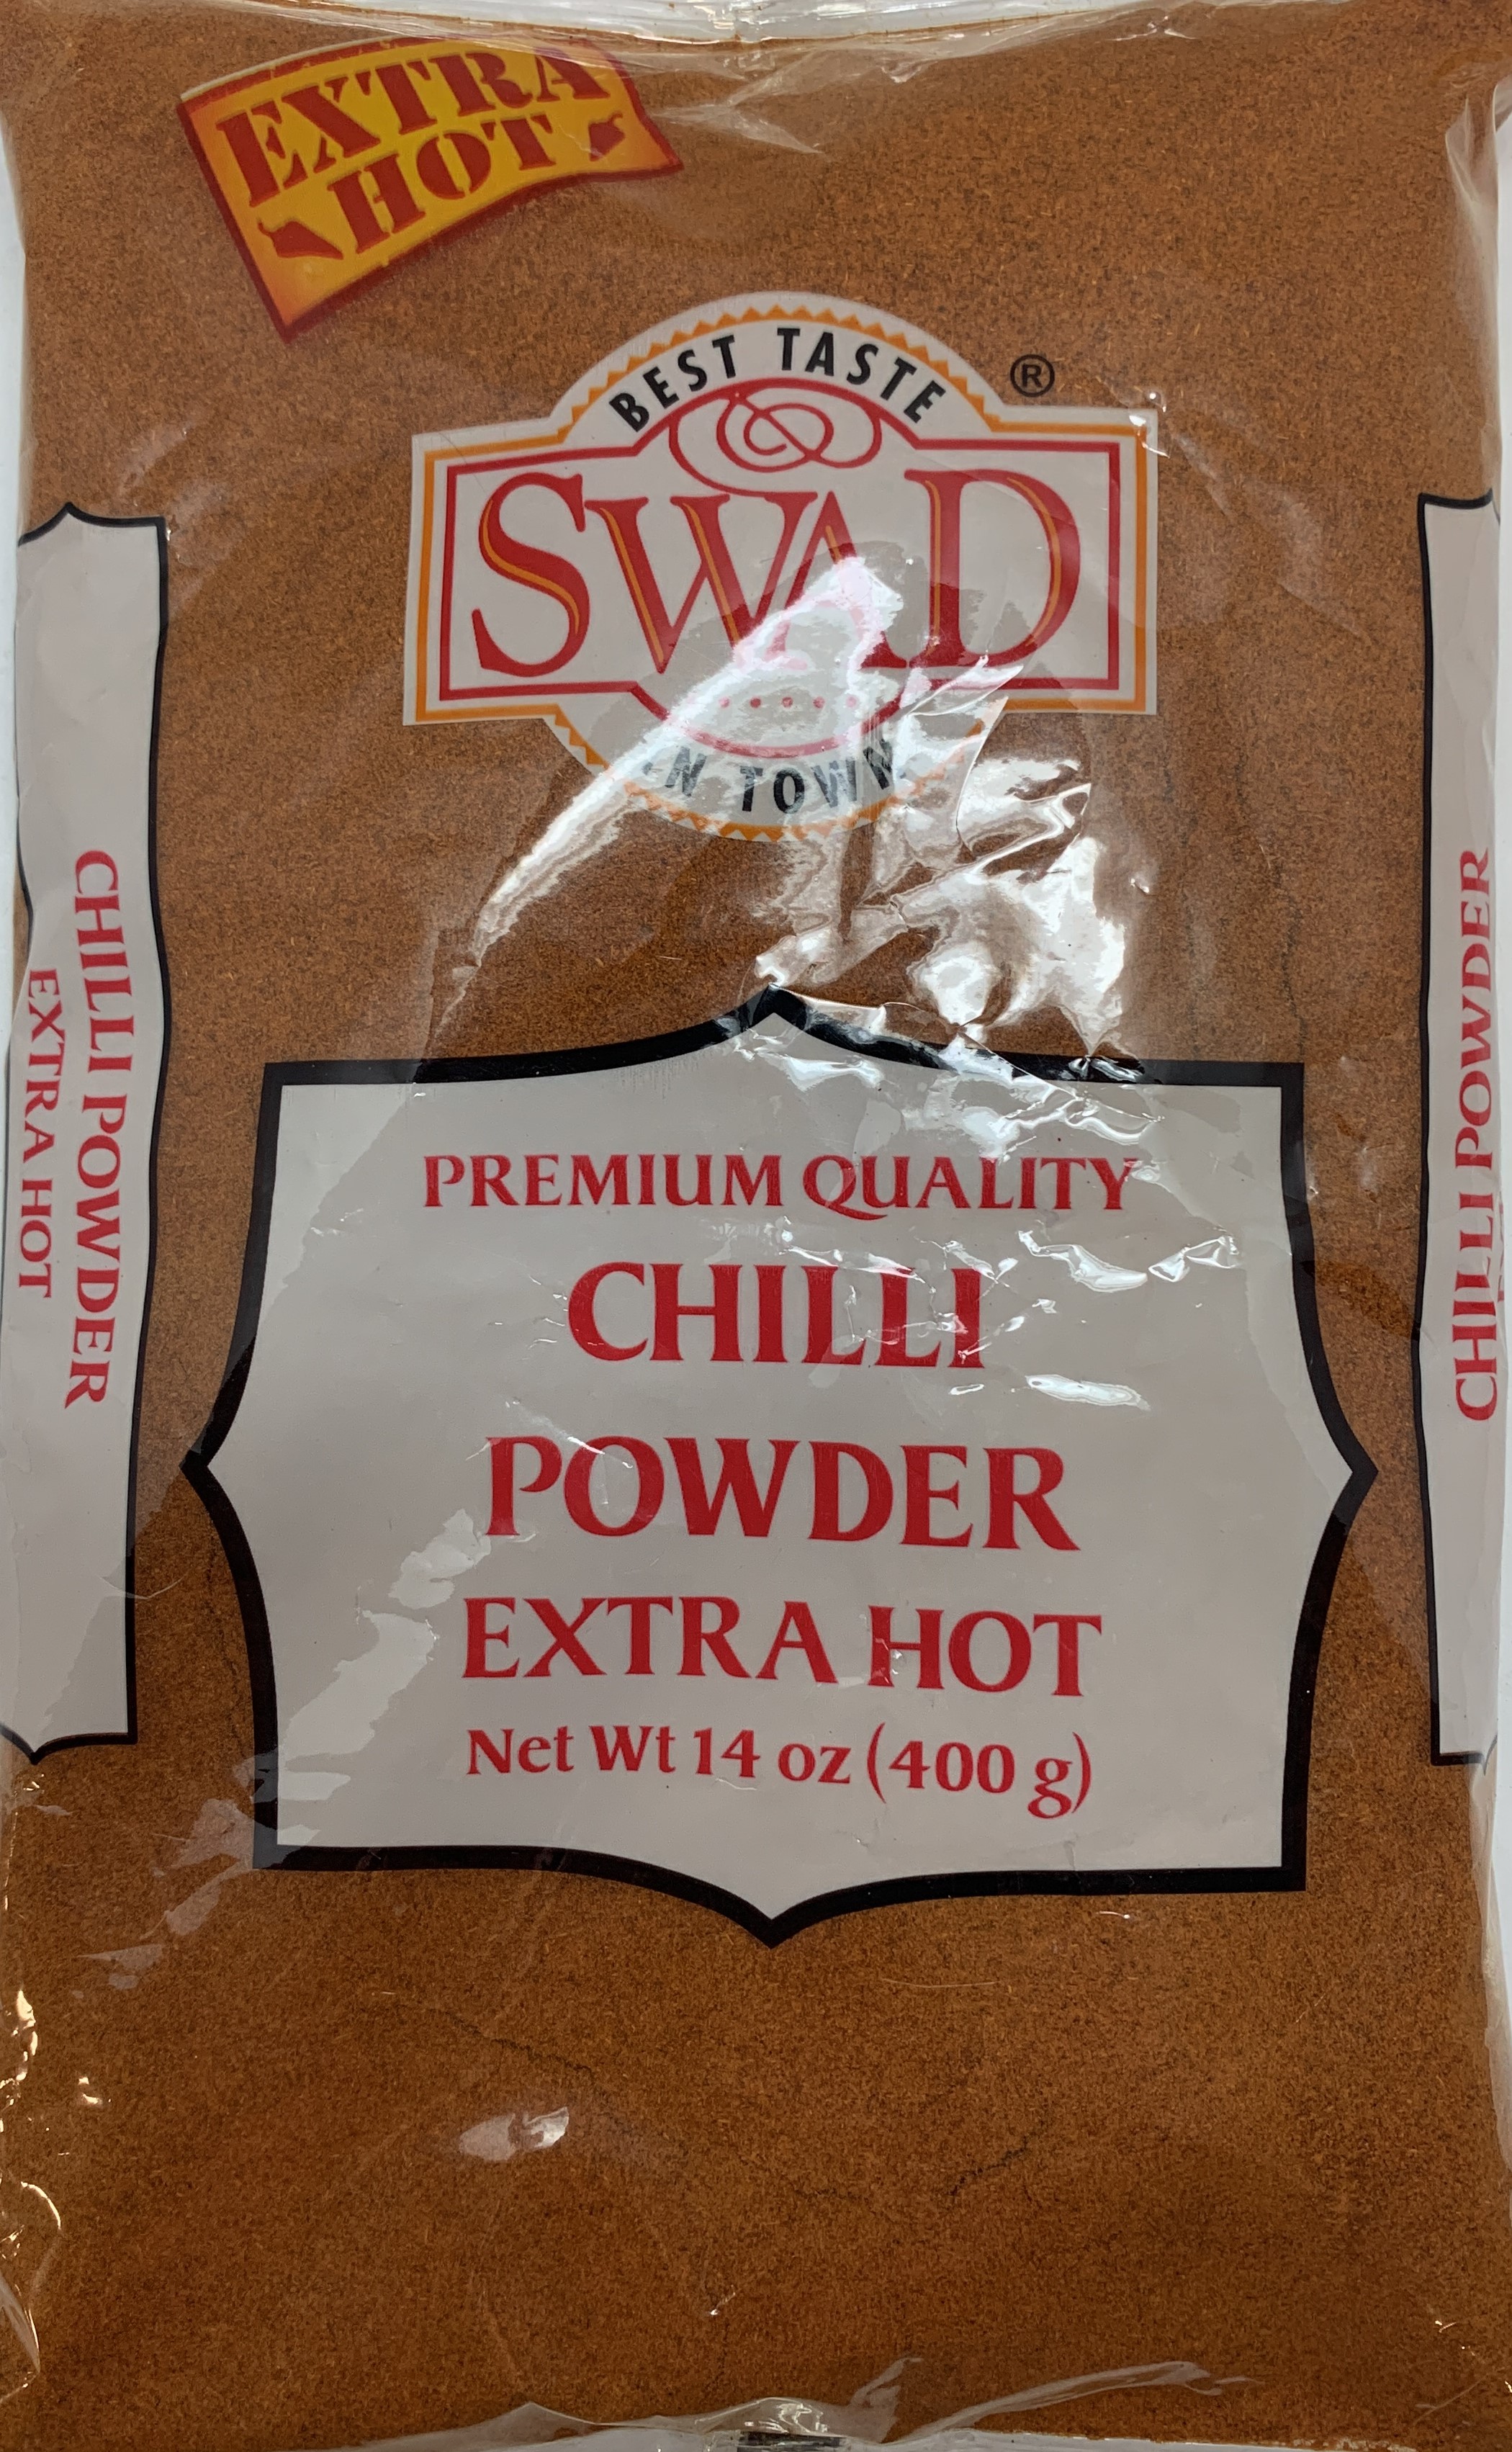 EXTRA
HOT
BEST TASTE
®
SWAD
IN TOWN
PREMIUM QUALITY
CHILLI
POWDER
EXTRA HOT
Net Wt 14 oz (400 g)
CHILLI POWDER
EXTRA HOT
CHILLI POWDER